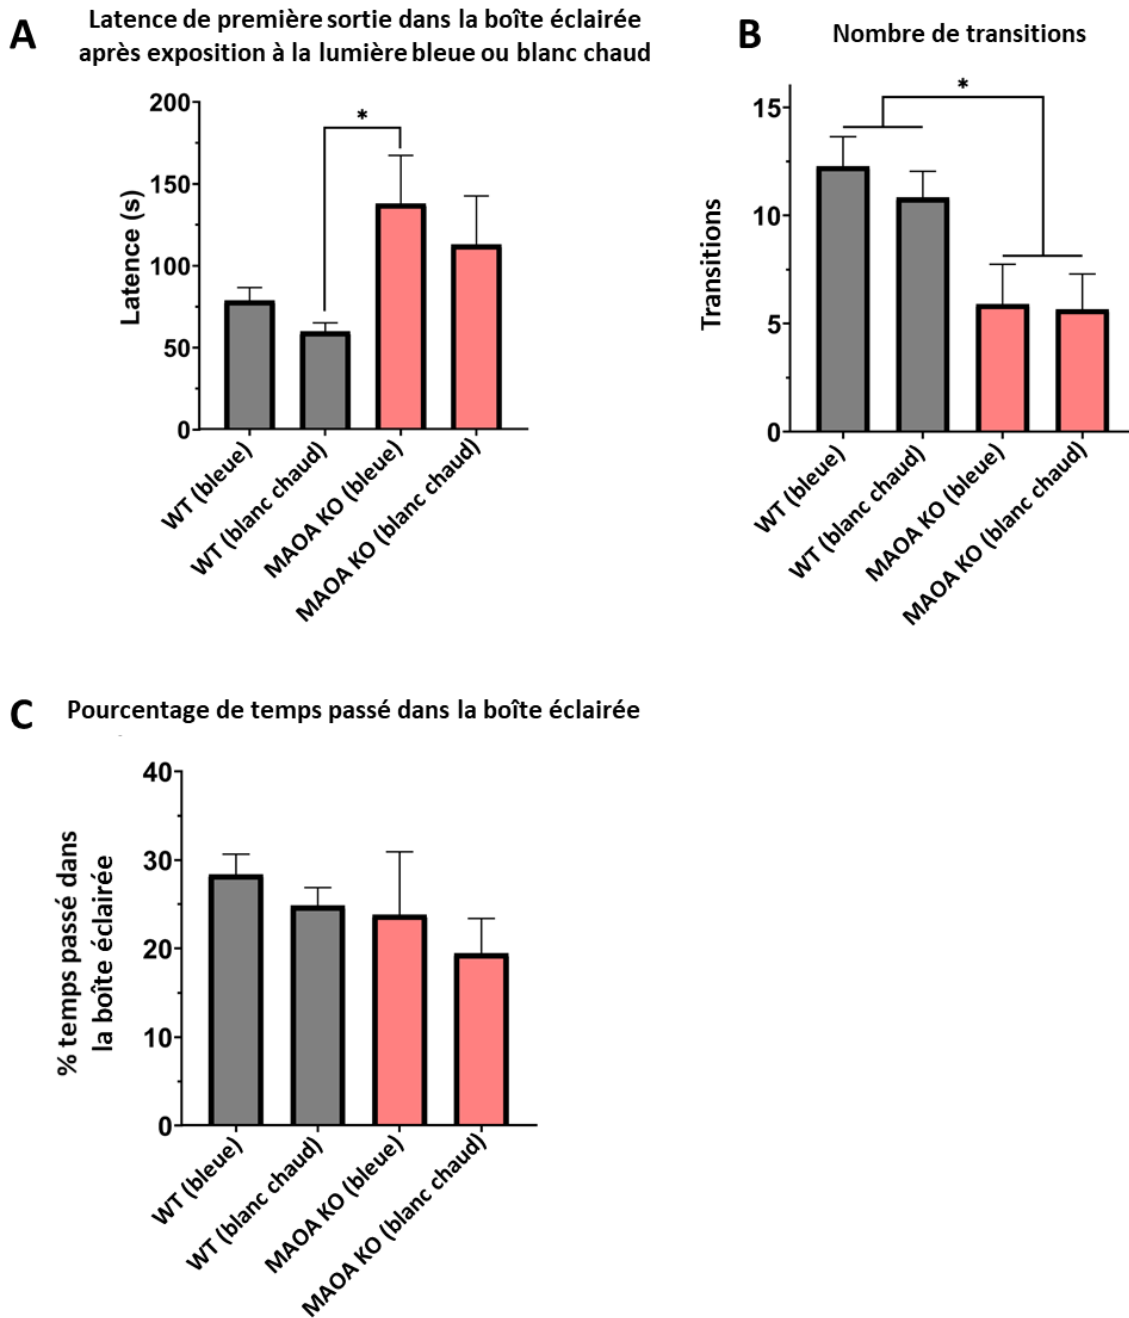 A
Latence de première sortie dans la boîte éclairée
après exposition à la lumière bleue ou blanc chaud
Latence (s)
200
150
100
50
0
*
WT (bleue)
WT (blanc chaud)
MAOA KO (bleue)
MAOA KO (blanc chaud)
B
Nombre de transitions
Transitions
15
10
5
0
*
WT (bleue)
WT (blanc chaud)
MAOA KO (bleue)
MAOA KO (blanc chaud)
C
Pourcentage de temps passé dans la boîte éclairée
% temps passé dans
la boîte éclairée
40
30
20
10
0
WT (bleue)
WT (blanc chaud)
MAOA KO (bleue)
MAOA KO (blanc chaud)